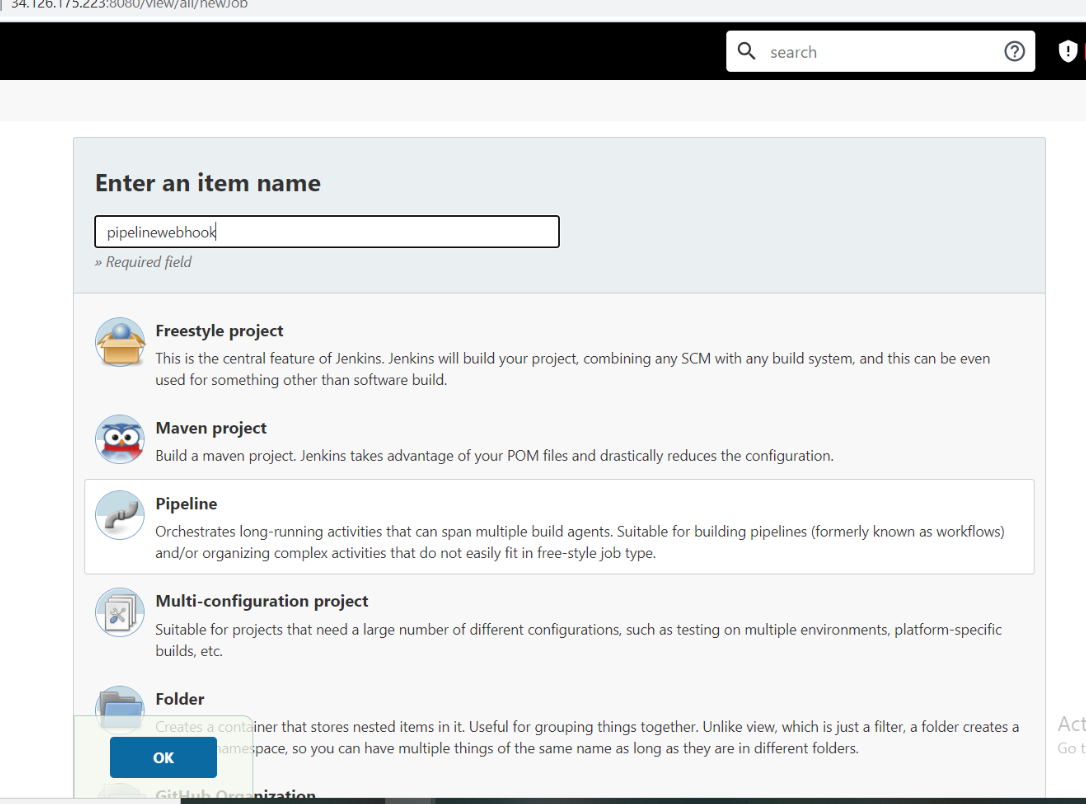 34.126.175.223:8080/view/all/newJob
search
Enter an item name
pipelinewebhook
» Required field
Freestyle project
This is the central feature of Jenkins. Jenkins will build your project, combining any SCM with any build system, and this can be even
used for something other than software build.
Maven project
Build a maven project. Jenkins takes advantage of your POM files and drastically reduces the configuration.
Pipeline
Orchestrates long-running activities that can span multiple build agents. Suitable for building pipelines (formerly known as workflows)
and/or organizing complex activities that do not easily fit in free-style job type.
Multi-configuration project
Suitable for projects that need a large number of different configurations, such as testing on multiple environments, platform-specific
builds, etc.
Folder
Creates a container that stores nested items in it. Useful for grouping things together. Unlike view, which is just a filter, a folder creates a
namespace, so you can have multiple things of the same name as long as they are in different folders.
OK
GitHub Organization
Act
Go t